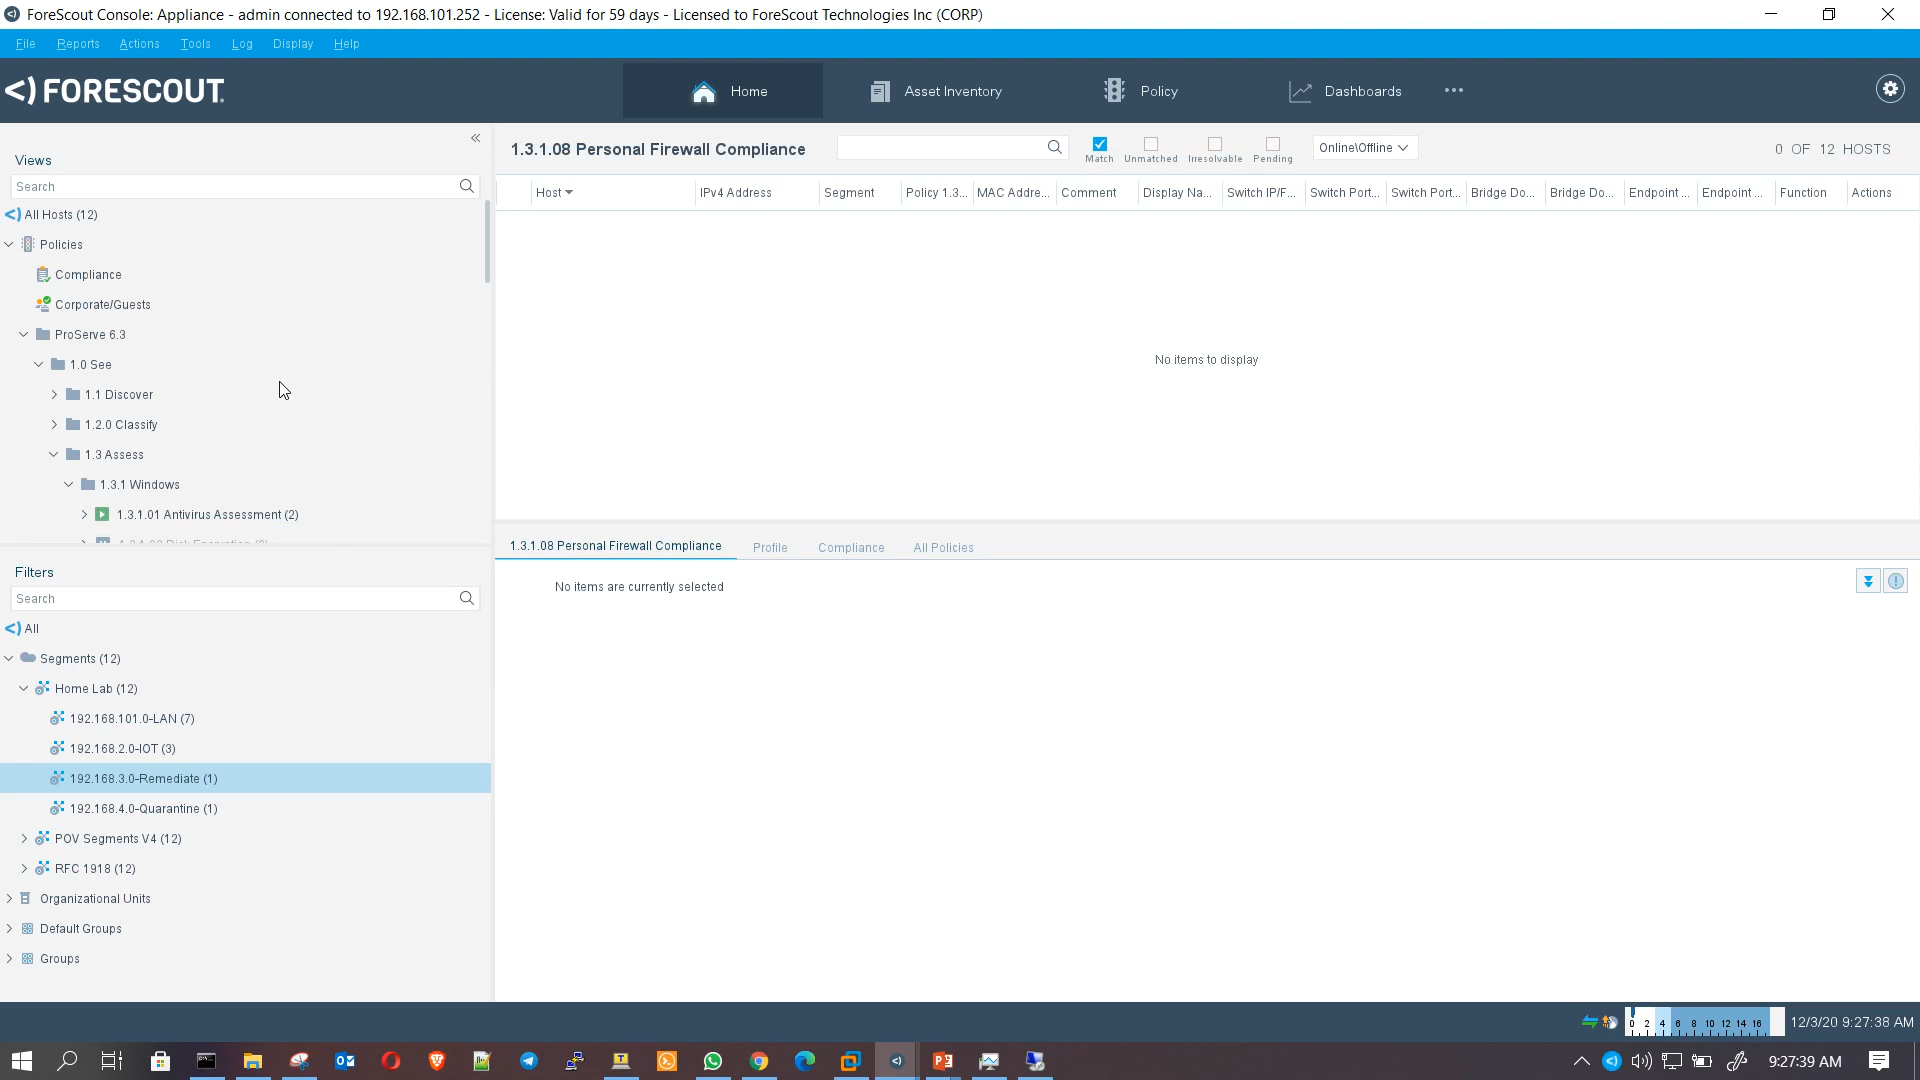 ForeScout Console: Appliance - admin connected to 192.168.101.252 - License: Valid for 59 days - Licensed to ForeScout Technologies Inc (CORP)
File Reports Actions Tools Log Display Help
FORESCOUT.
Home
Asset Inventory
Policy
Dashboards
Views
Search
All Hosts (12)
Policies
Compliance
Corporate/Guests
ProServe 6.3
1.0 See
1.1 Discover
1.2.0 Classify
1.3 Assess
1.3.1 Windows
1.3.1.01 Antivirus Assessment (2)
Filters
Search
All
Segments (12)
Home Lab (12)
192.168.101.0-LAN (7)
192.168.2.0-IOT (3)
192.168.3.0-Remediate (1)
192.168.4.0-Quarantine (1)
POV Segments V4 (12)
RFC 1918 (12)
Organizational Units
Default Groups
Groups
1.3.1.08 Personal Firewall Compliance
Match Unmatched Irresolvable Pending
Online\Offline
0 OF 12 HOSTS
Host IPv4 Address Segment Policy 1.3... MAC Addre... Comment Display Na... Switch IP/F... Switch Port... Switch Port... Bridge Do... Bridge Do... Endpoint ... Endpoint ... Function Actions
No items to display
1.3.1.08 Personal Firewall Compliance Profile Compliance All Policies
No items are currently selected
0 2 4 6 8 10 12 14 16
12/3/20 9:27:38 AM
9:27:39 AM